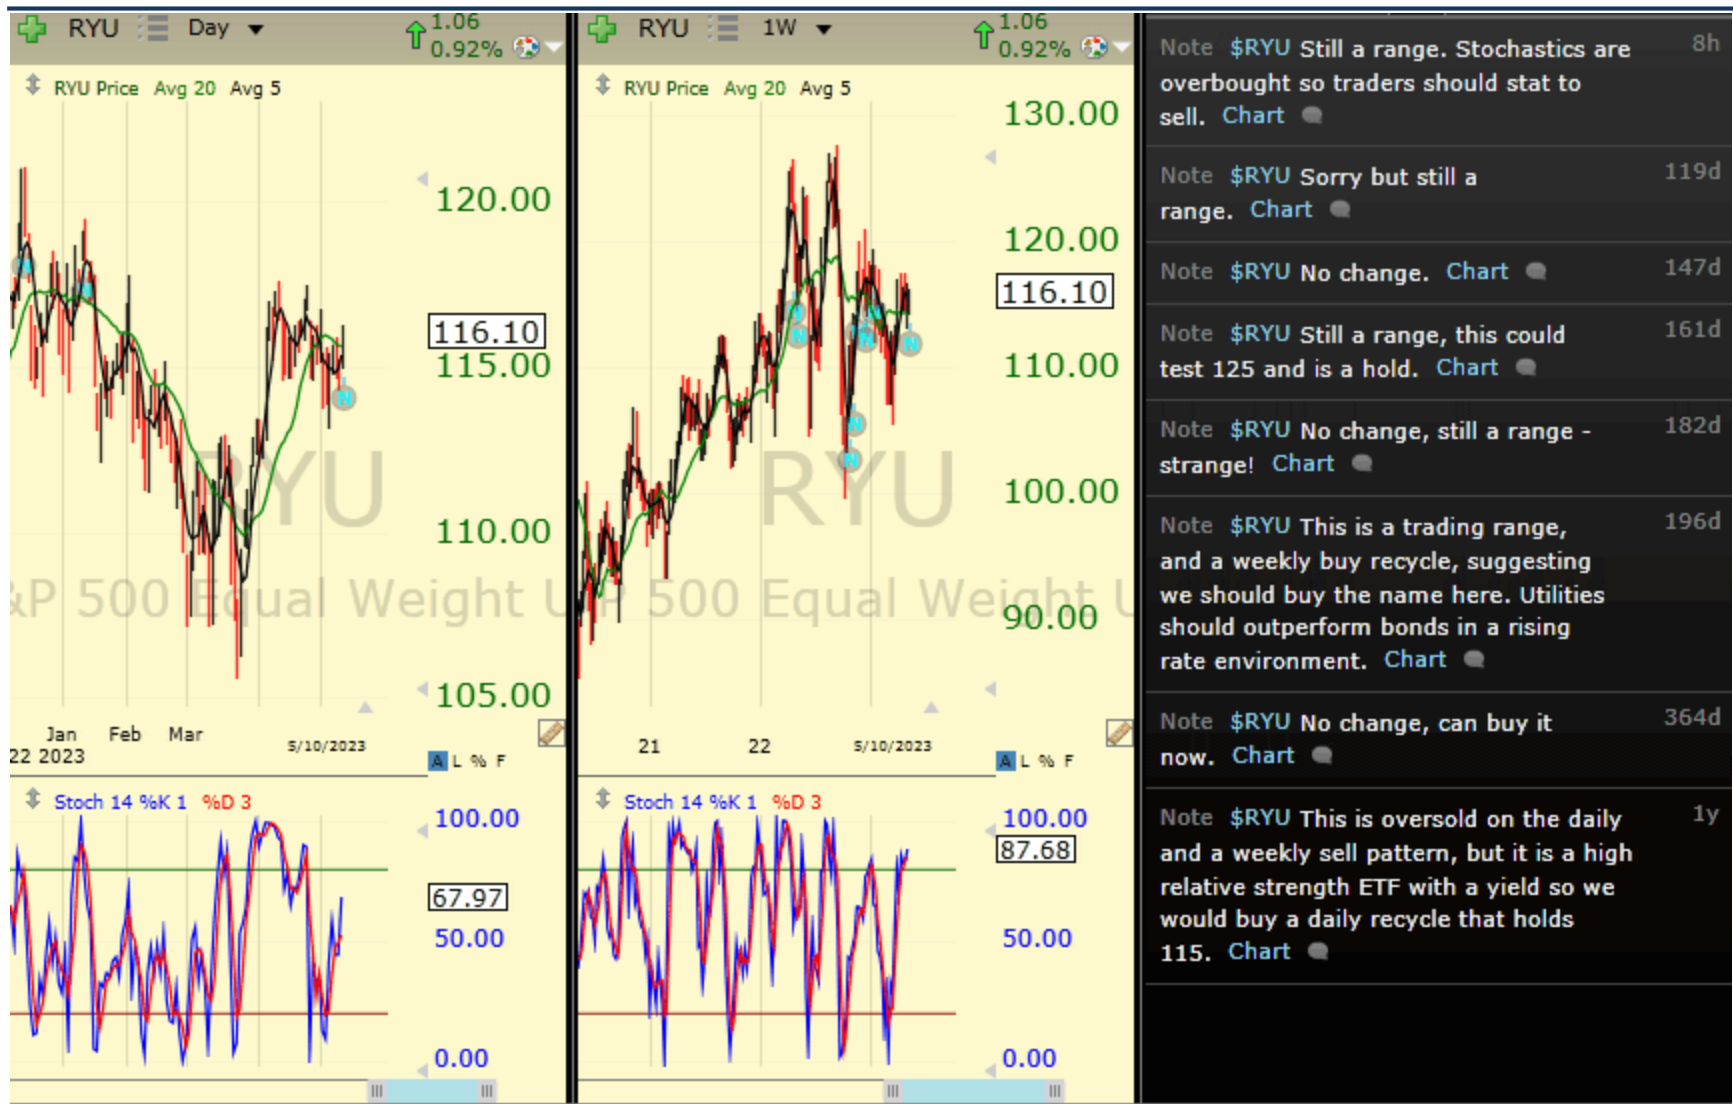 RYU Day 1.06
0.92%
RYU Price Avg 20 Avg 5
120.00
116.10
115.00
110.00
105.00
RYU
&P 500 Equal Weight U
Jan Feb Mar 5/10/2023
22 2023
A L % F
Stoch 14 %K 1 %D 3
100.00
67.97
50.00
0.00
RYU 1W 1.06
0.92%
RYU Price Avg 20 Avg 5
130.00
120.00
116.10
110.00
100.00
90.00
RYU
P 500 Equal Weight U
21 22 5/10/2023
A L % F
Stoch 14 %K 1 %D 3
100.00
87.68
50.00
0.00
N
N
N
N
N
N
N
N
N
N
Note $RYU Still a range. Stochastics are 8h
overbought so traders should stat to
sell. Chart
Note $RYU Sorry but still a 119d
range. Chart
Note $RYU No change. Chart 147d
Note $RYU Still a range, this could 161d
test 125 and is a hold. Chart
Note $RYU No change, still a range - 182d
strange! Chart
Note $RYU This is a trading range, 196d
and a weekly buy recycle, suggesting
we should buy the name here. Utilities
should outperform bonds in a rising
rate environment. Chart
Note $RYU No change, can buy it 364d
now. Chart
Note $RYU This is oversold on the daily 1y
and a weekly sell pattern, but it is a high
relative strength ETF with a yield so we
would buy a daily recycle that holds
115. Chart